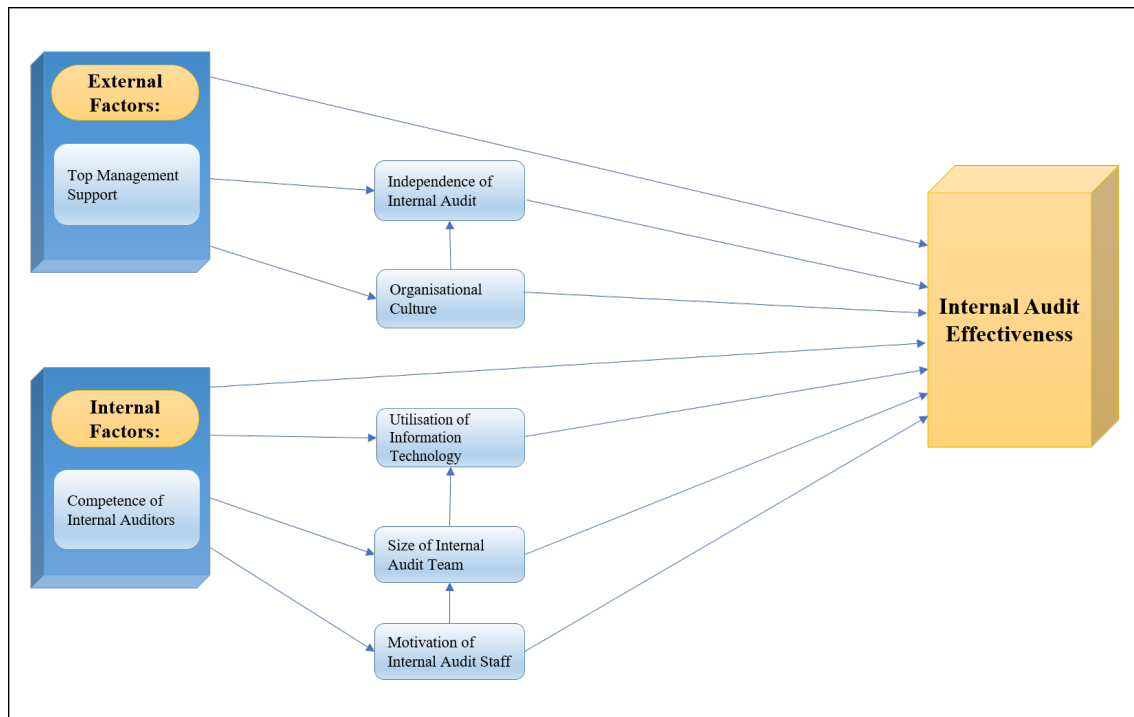 External
Factors:
Top Management
Support
Independence of
Internal Audit
Organisational
Culture
Internal Audit
Effectiveness
Internal
Factors:
Competence of
Internal Auditors
Utilisation of
Information
Technology
Size of Internal
Audit Team
Motivation of
Internal Audit Staff